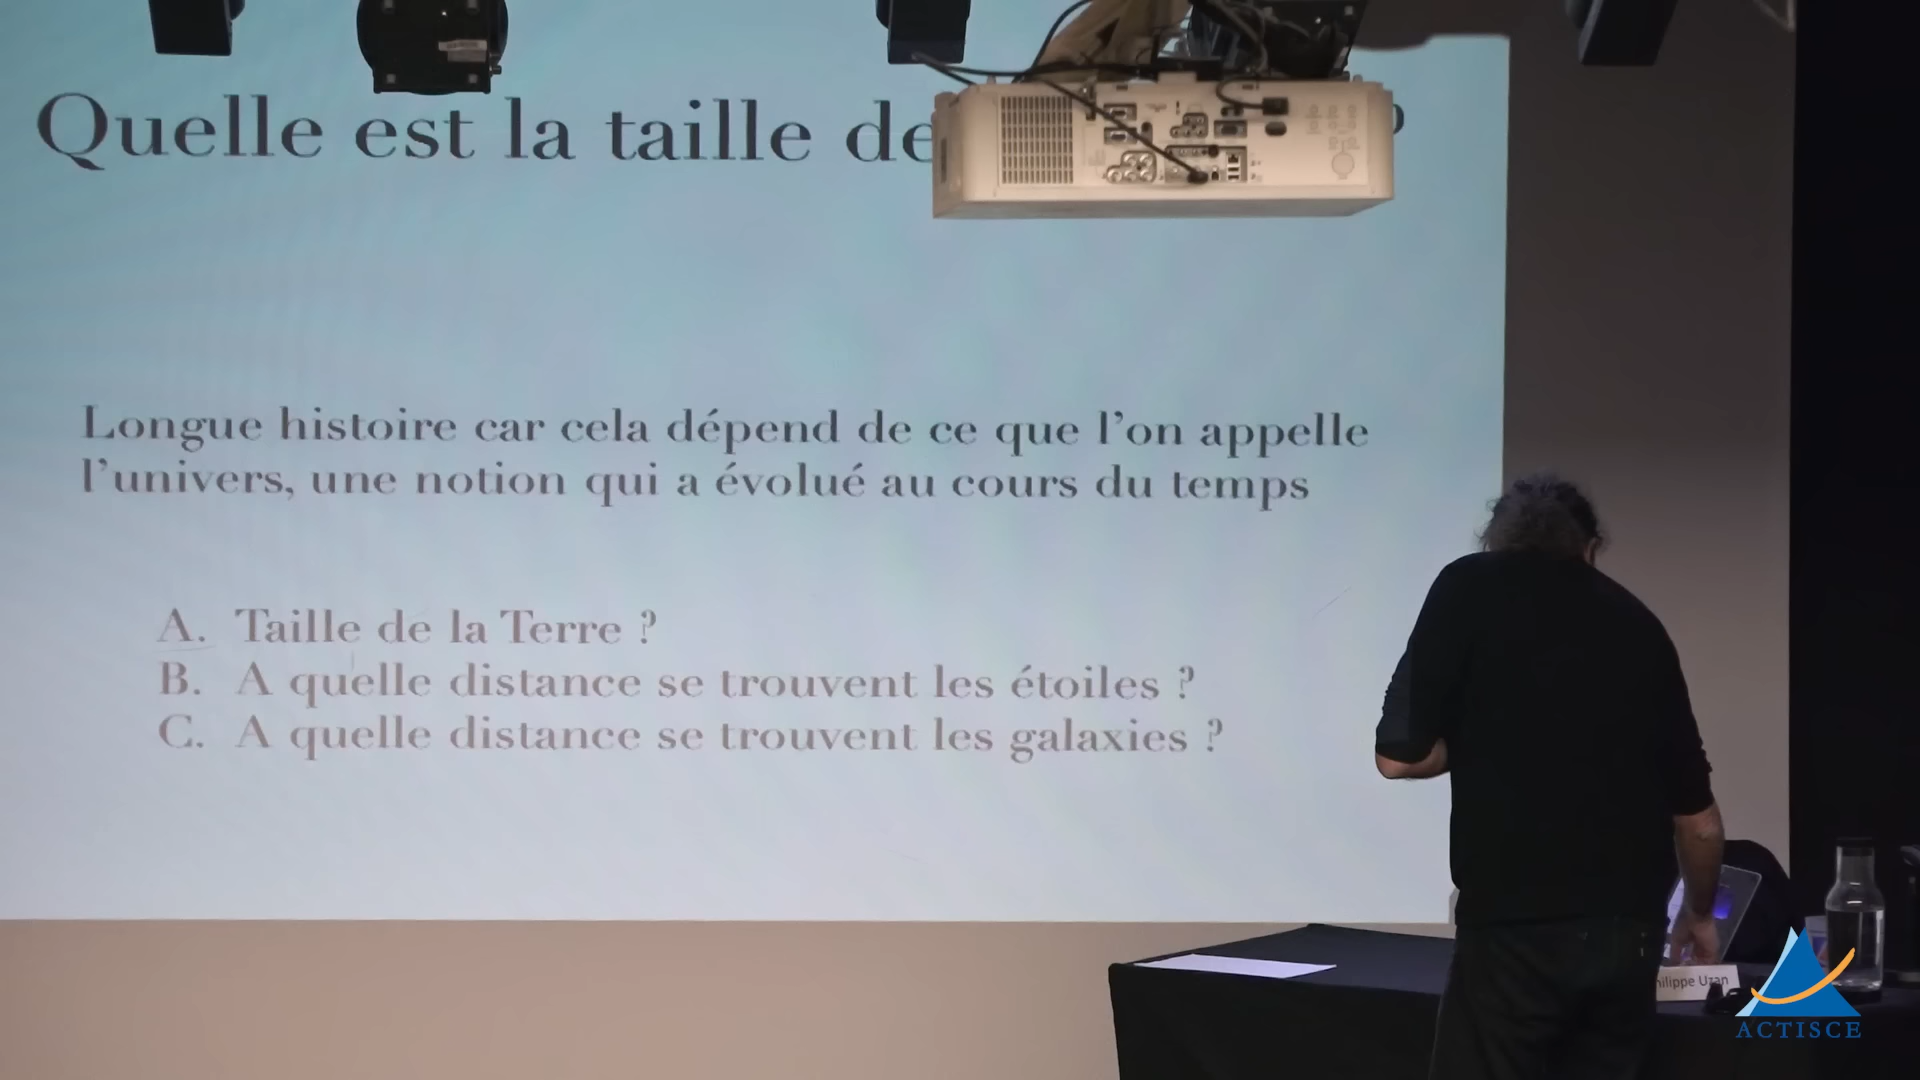 Quelle est la taille de ?
Longue histoire car cela dépend de ce que l'on appelle
l'univers, une notion qui a évolué au cours du temps
A. Taille de la Terre ?
B. A quelle distance se trouvent les étoiles ?
C. A quelle distance se trouvent les galaxies ?
hilippe Uzan
ACTISCE